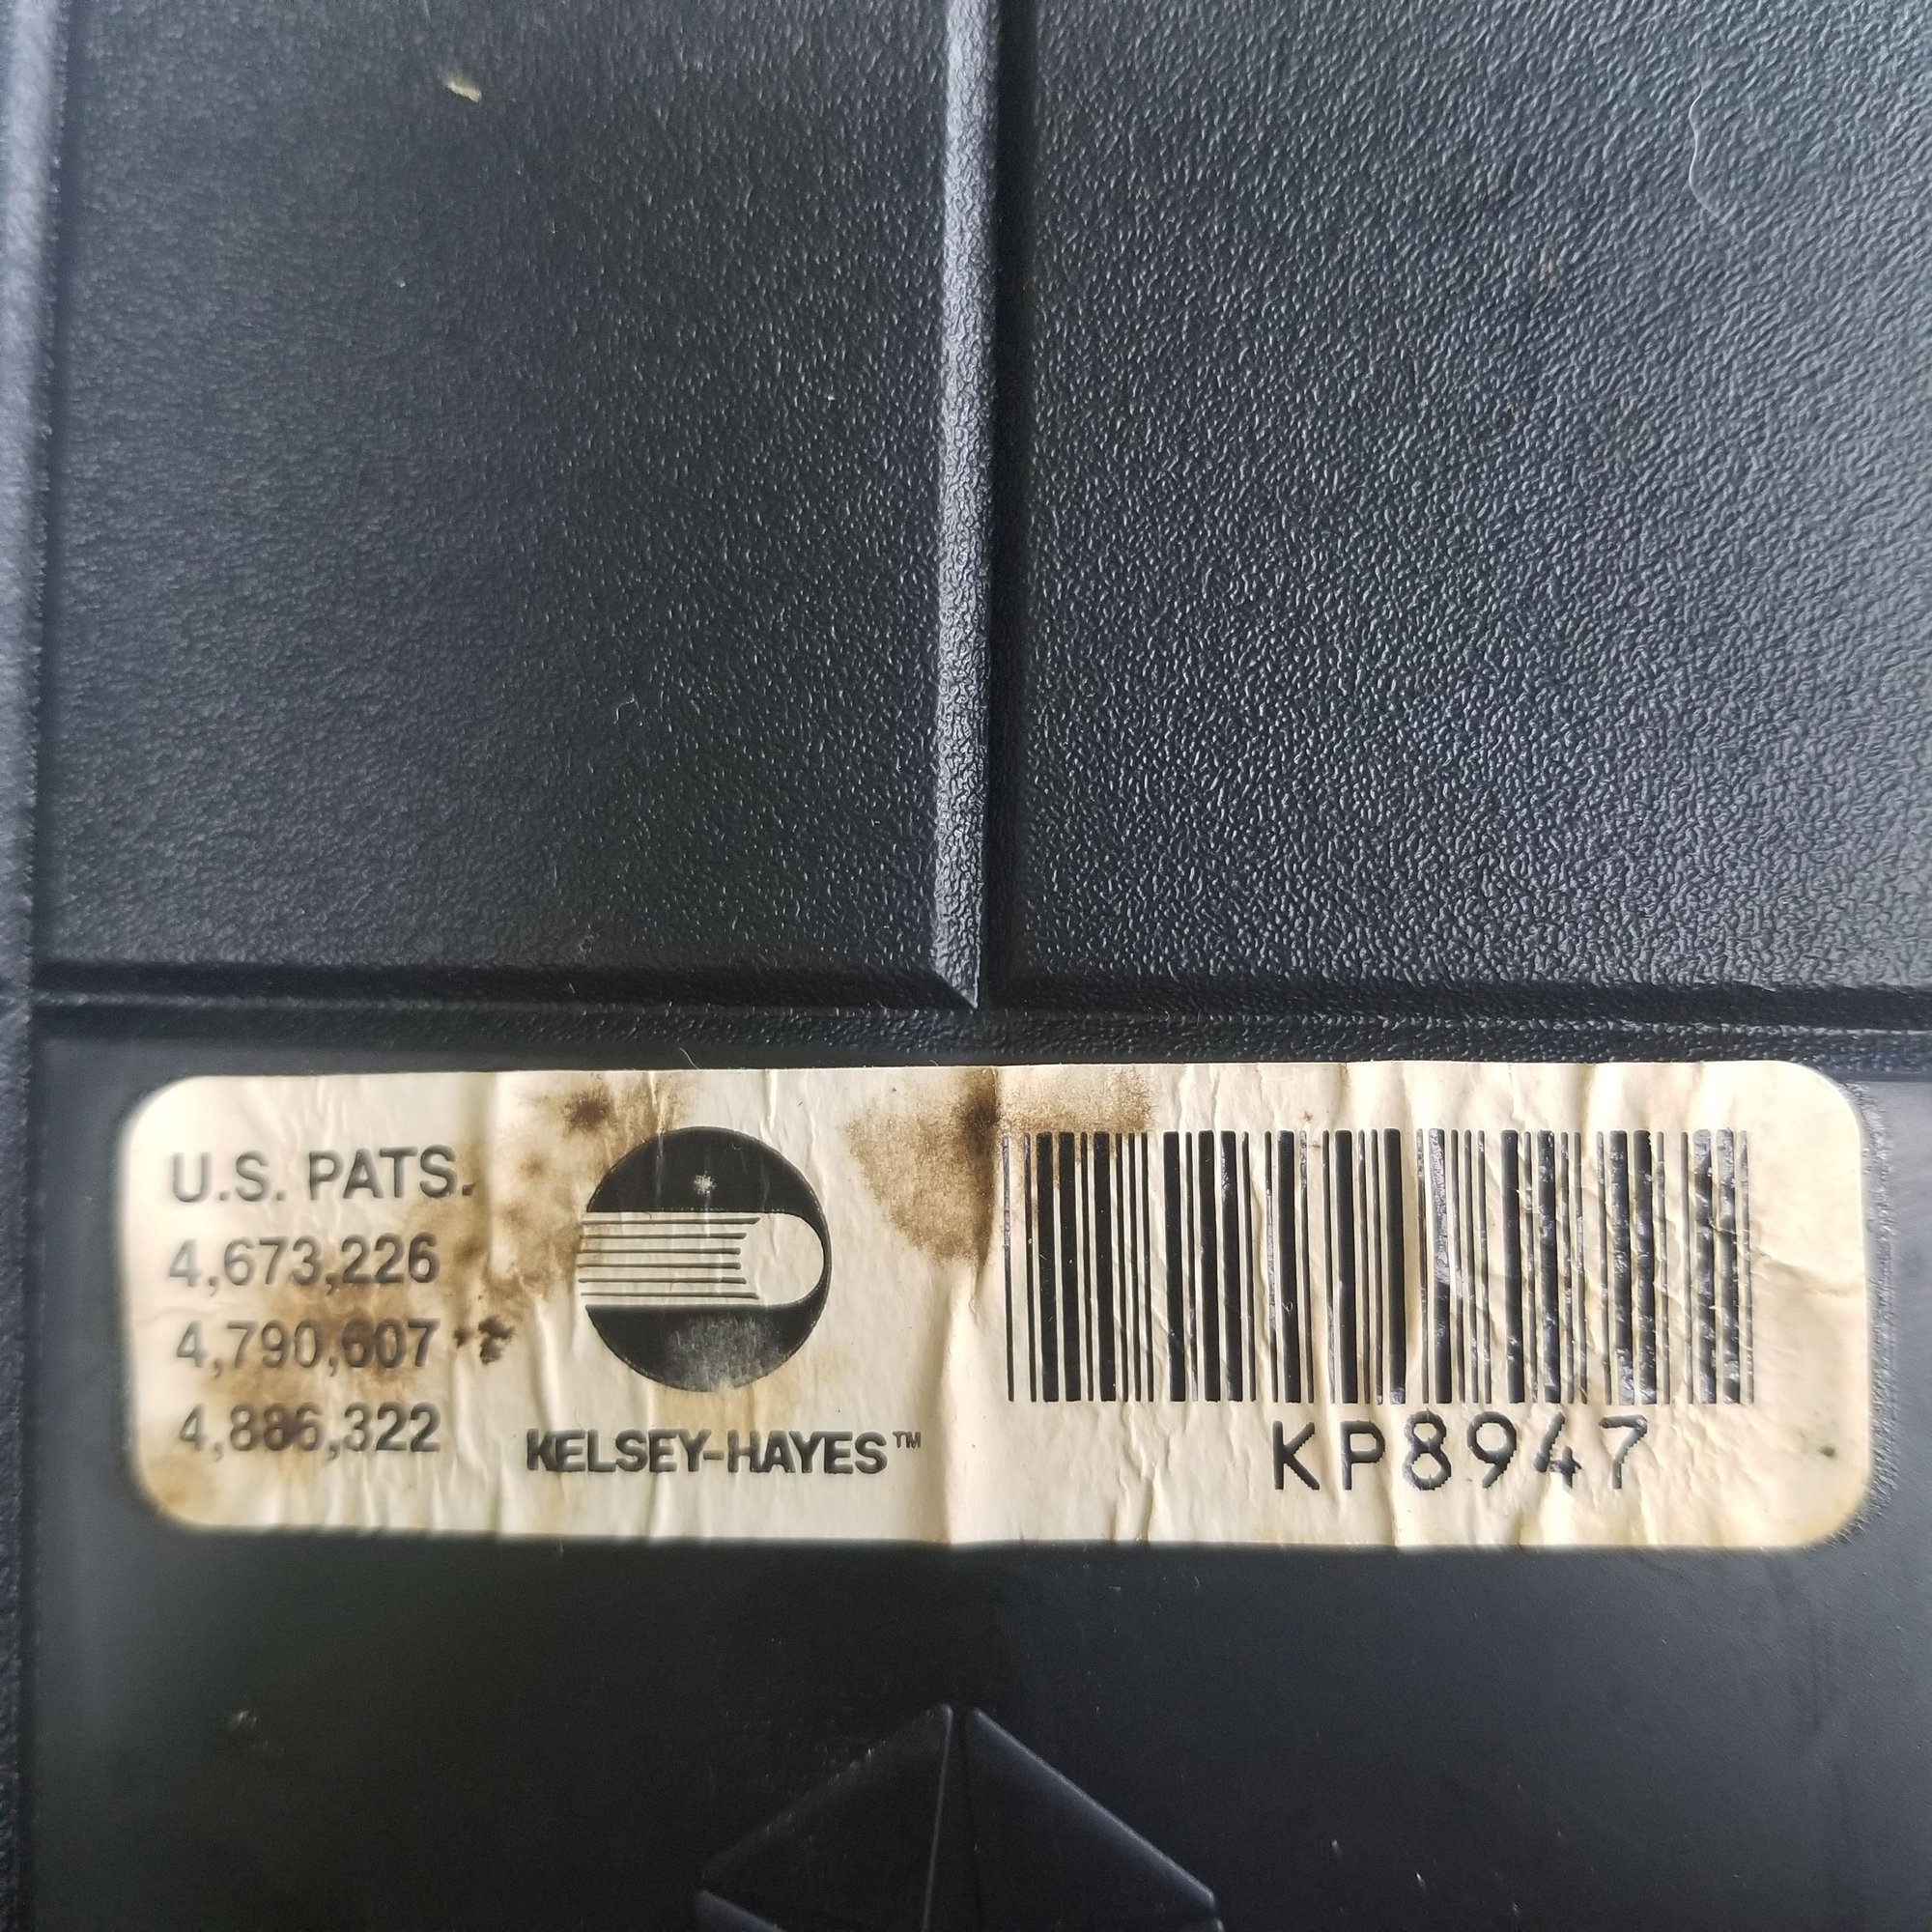 U.S. PATS.
4,673,226
4,790,607
4,886,322
KELSEY-HAYES™
KP8947